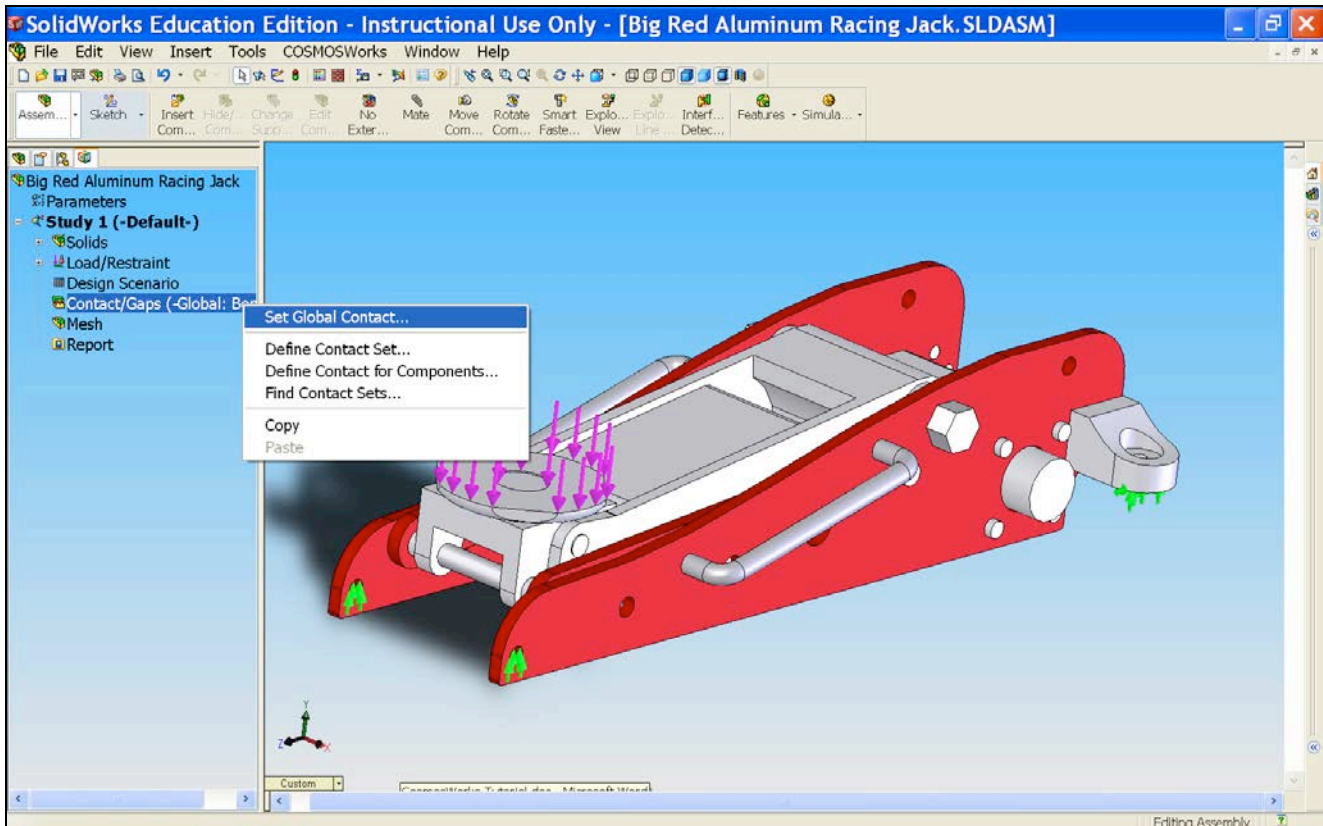 SolidWorks Education Edition - Instructional Use Only - [Big Red Aluminum Racing Jack.SLDASM]
File Edit View Insert Tools COSMOSWorks Window Help
Assem... Sketch Insert Com... Hide/... Com... Change Supp... Edit Com... No Exter... Mate Move Com... Rotate Com... Smart Faste... Explo... View Explo... Line ... Interf... Detec... Features Simula...
Big Red Aluminum Racing Jack
Parameters
Study 1 (-Default-)
Solids
Load/Restraint
Design Scenario
Contact/Gaps (-Global: Bon
Mesh
Report
Set Global Contact...
Define Contact Set...
Define Contact for Components...
Find Contact Sets...
Copy
Paste
Y
Z
X
Custom
Editing Assembly